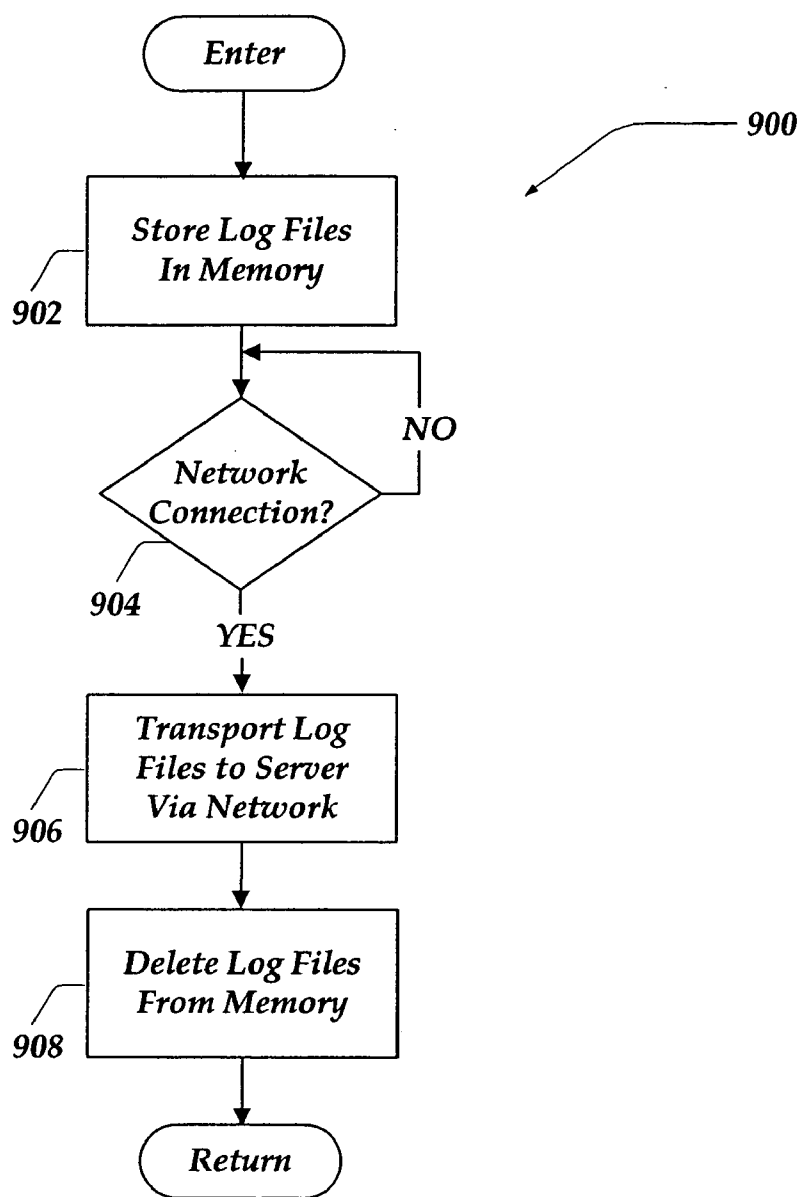 Enter
900
Store Log Files
In Memory
902
NO
Network
Connection?
904
YES
Transport Log
Files to Server
Via Network
906
Delete Log Files
From Memory
908
Return